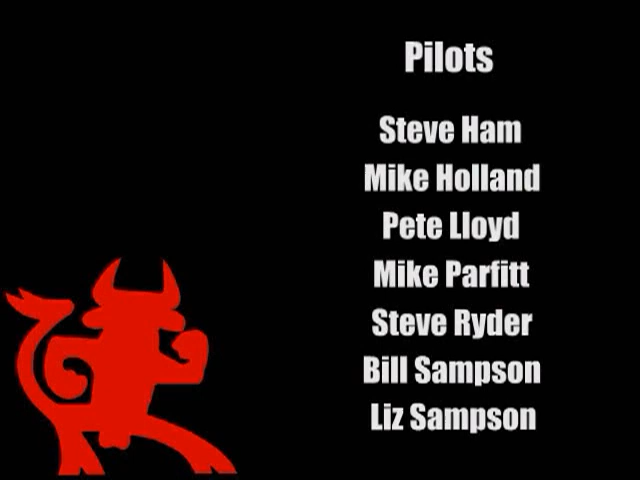 Pilots
Steve Ham
Mike Holland
Pete Lloyd
Mike Parfitt
Steve Ryder
Bill Sampson
Liz Sampson